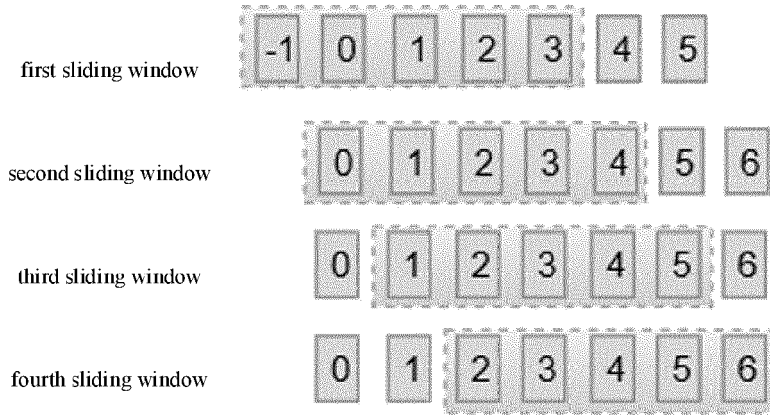 first sliding window -1 0 1 2 3 4 5
second sliding window 0 1 2 3 4 5 6
third sliding window 0 1 2 3 4 5 6
fourth sliding window 0 1 2 3 4 5 6